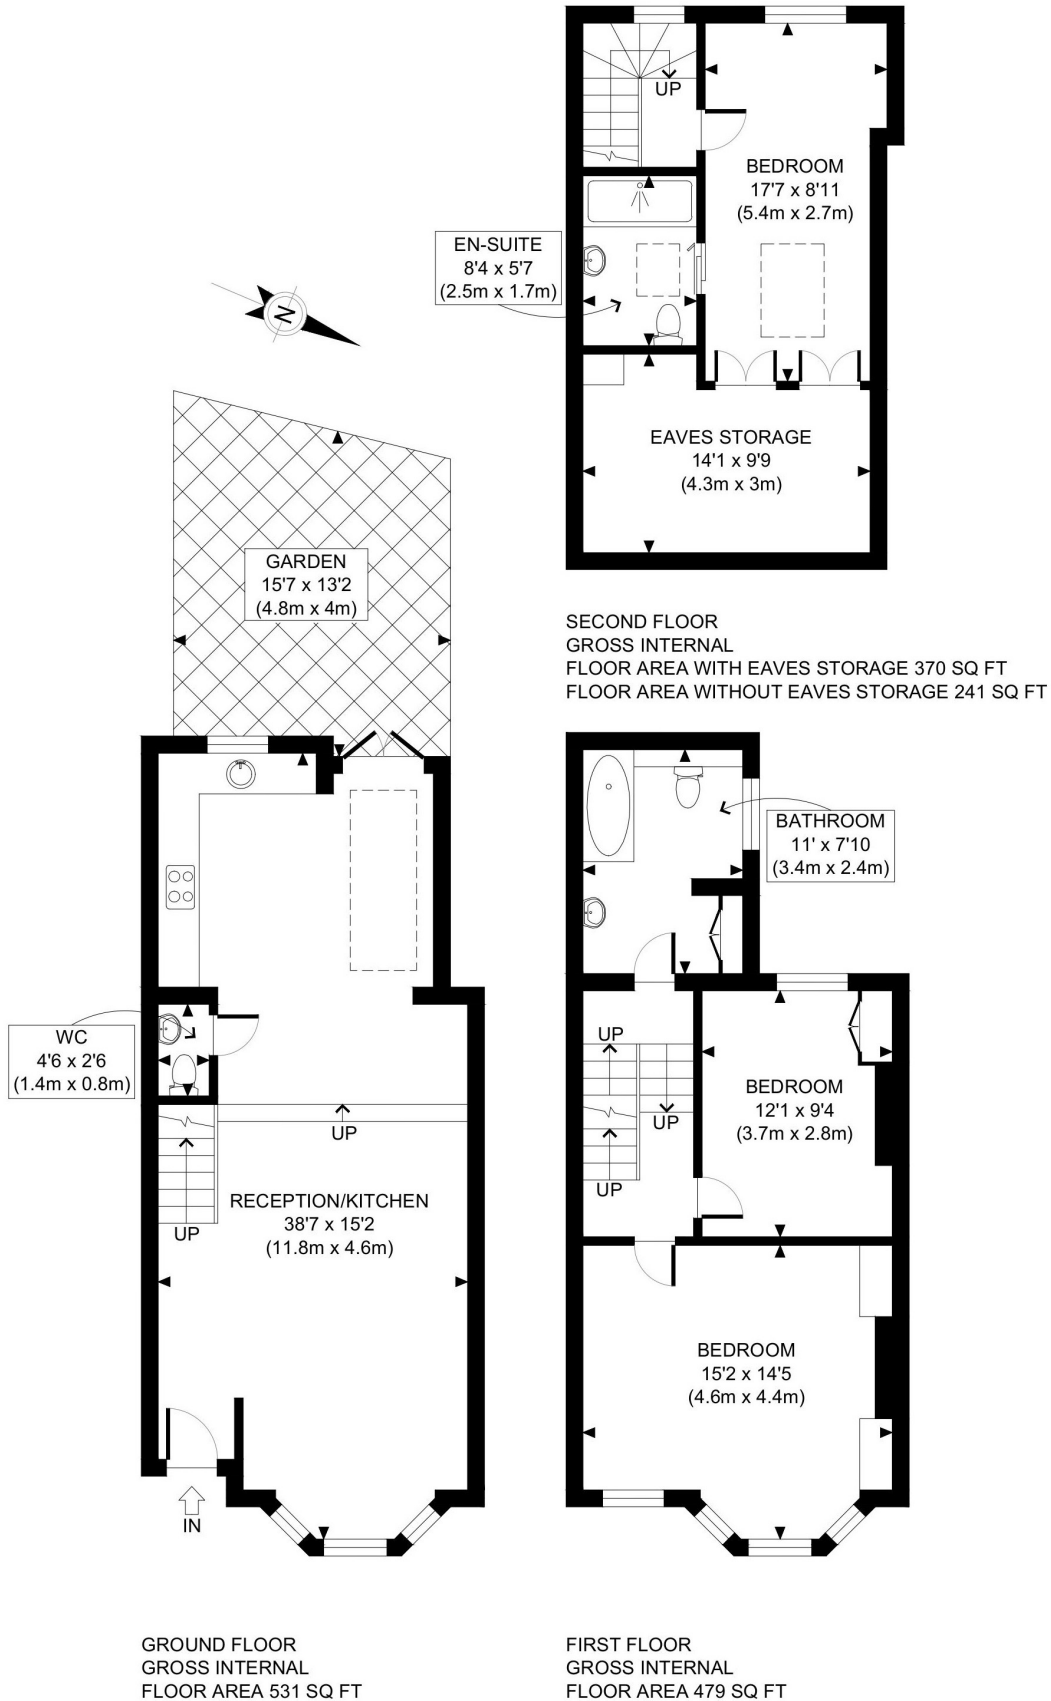 UP
BEDROOM
17'7 x 8'11
(5.4m x 2.7m)
EN-SUITE
8'4 x 5'7
(2.5m x 1.7m)
N
EAVES STORAGE
14'1 x 9'9
(4.3m x 3m)
GARDEN
15'7 x 13'2
(4.8m x 4m)
SECOND FLOOR
GROSS INTERNAL
FLOOR AREA WITH EAVES STORAGE 370 SQ FT
FLOOR AREA WITHOUT EAVES STORAGE 241 SQ FT
BATHROOM
11' x 7'10
(3.4m x 2.4m)
WC
4'6 x 2'6
(1.4m x 0.8m)
UP
RECEPTION/KITCHEN
38'7 x 15'2
(11.8m x 4.6m)
UP
IN
UP
UP
UP
BEDROOM
12'1 x 9'4
(3.7m x 2.8m)
BEDROOM
15'2 x 14'5
(4.6m x 4.4m)
GROUND FLOOR
GROSS INTERNAL
FLOOR AREA 531 SQ FT
FIRST FLOOR
GROSS INTERNAL
FLOOR AREA 479 SQ FT